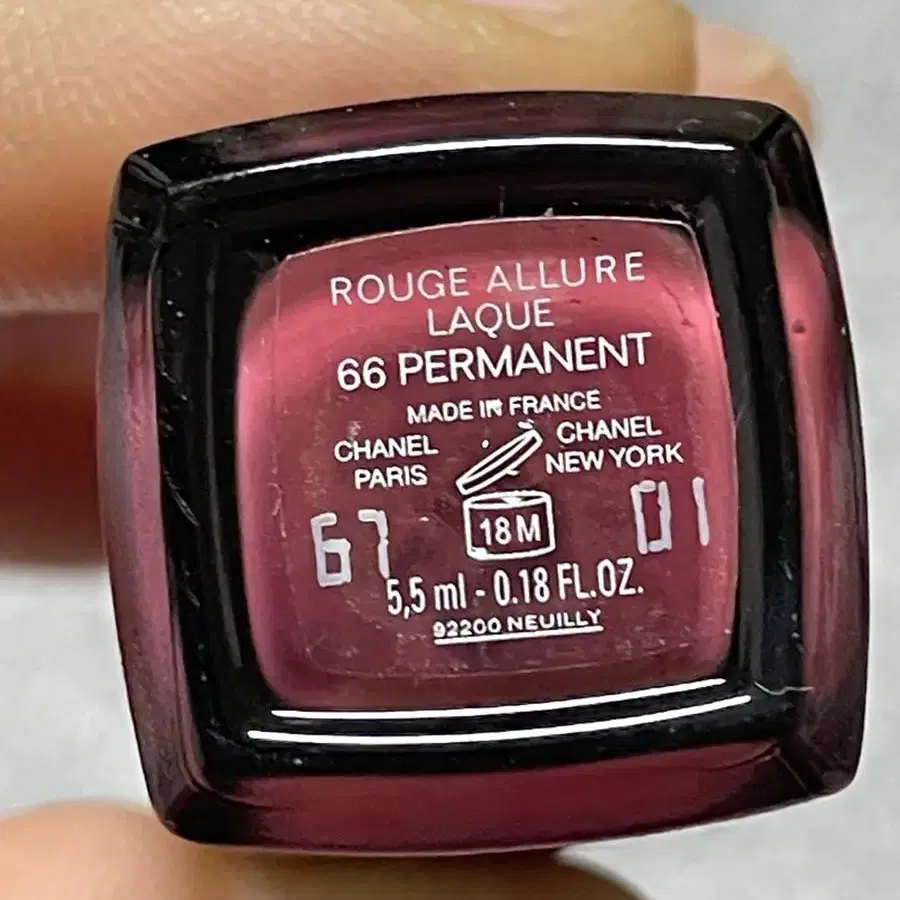 ROUGE ALLURE
LAQUE
66 PERMANENT
MADE IN FRANCE
CHANEL
PARIS
CHANEL
NEW YORK
67
18 M
01
5,5 ml - 0.18 FL.OZ.
92200 NEUILLY